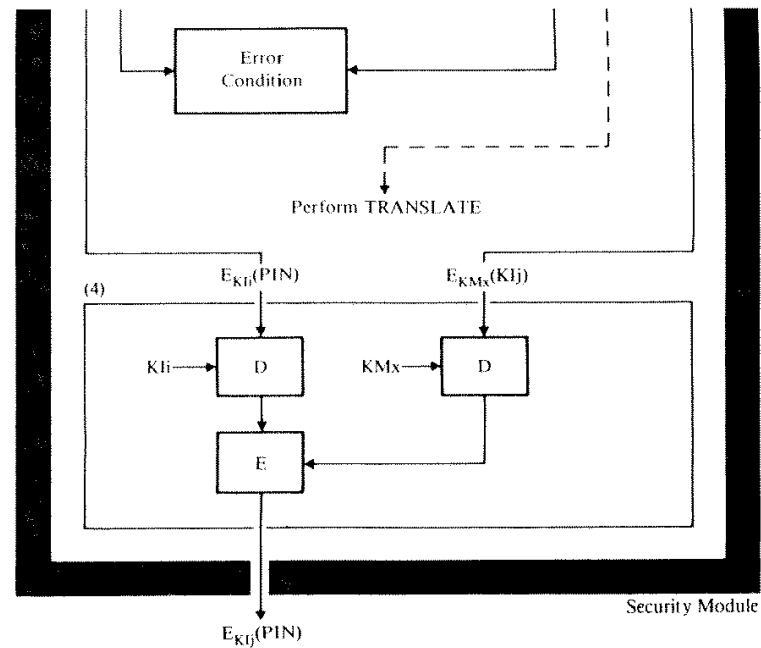 Error
Condition
Perform TRANSLATE
E_KIi(PIN)
E_KMx(KIj)
(4)
KIi
D
KMx
D
E
Security Module
E_KIj(PIN)